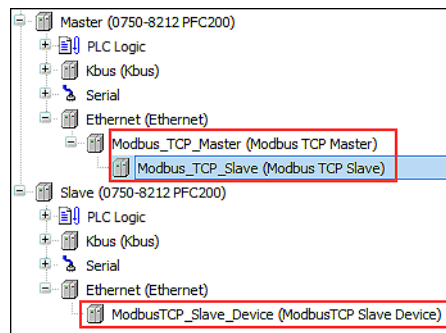 Master (0750-8212 PFC200)
PLC Logic
Kbus (Kbus)
Serial
Ethernet (Ethernet)
Modbus_TCP_Master (Modbus TCP Master)
Modbus_TCP_Slave (Modbus TCP Slave)
Slave (0750-8212 PFC200)
PLC Logic
Kbus (Kbus)
Serial
Ethernet (Ethernet)
ModbusTCP_Slave_Device (ModbusTCP Slave Device)